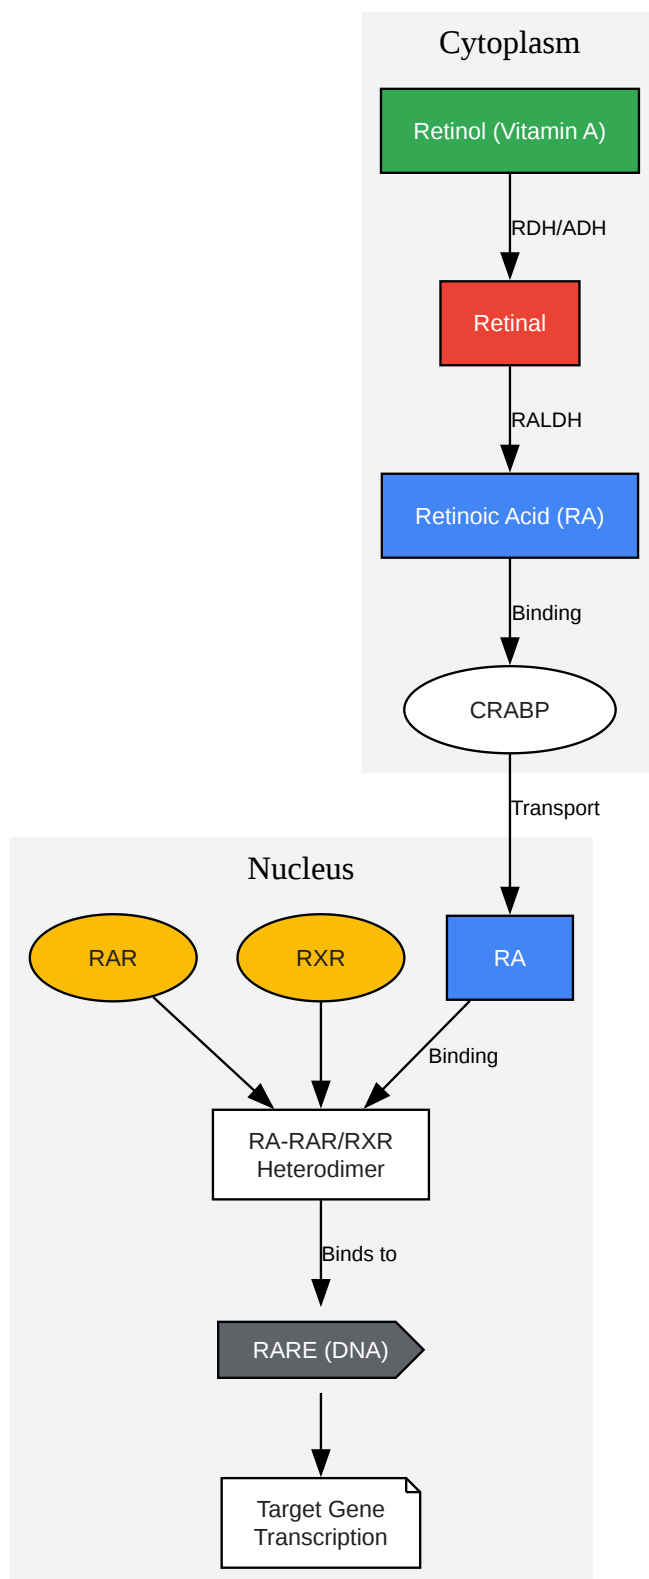 Cytoplasm
Retinol (Vitamin A)
RDH/ADH
Retinal
RALDH
Retinoic Acid (RA)
Binding
CRABP
Transport
Nucleus
RAR
RXR
RA
Binding
RA-RAR/RXR
Heterodimer
Binds to
RARE (DNA)
Target Gene
Transcription